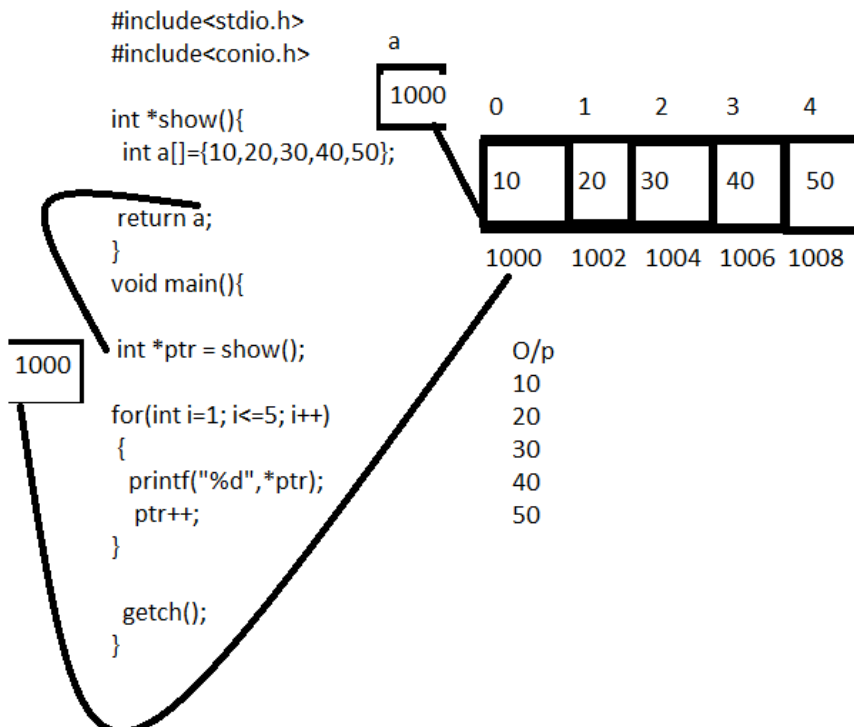 #include<stdio.h>
#include<conio.h>
a
1000
0 1 2 3 4
int *show(){
int a[]={10,20,30,40,50};
10 20 30 40 50
return a;
}
1000 1002 1004 1006 1008
void main(){
int *ptr = show();
1000
O/p
10
for(int i=1; i<=5; i++)
20
{
30
printf("%d",*ptr);
40
ptr++;
50
}
getch();
}